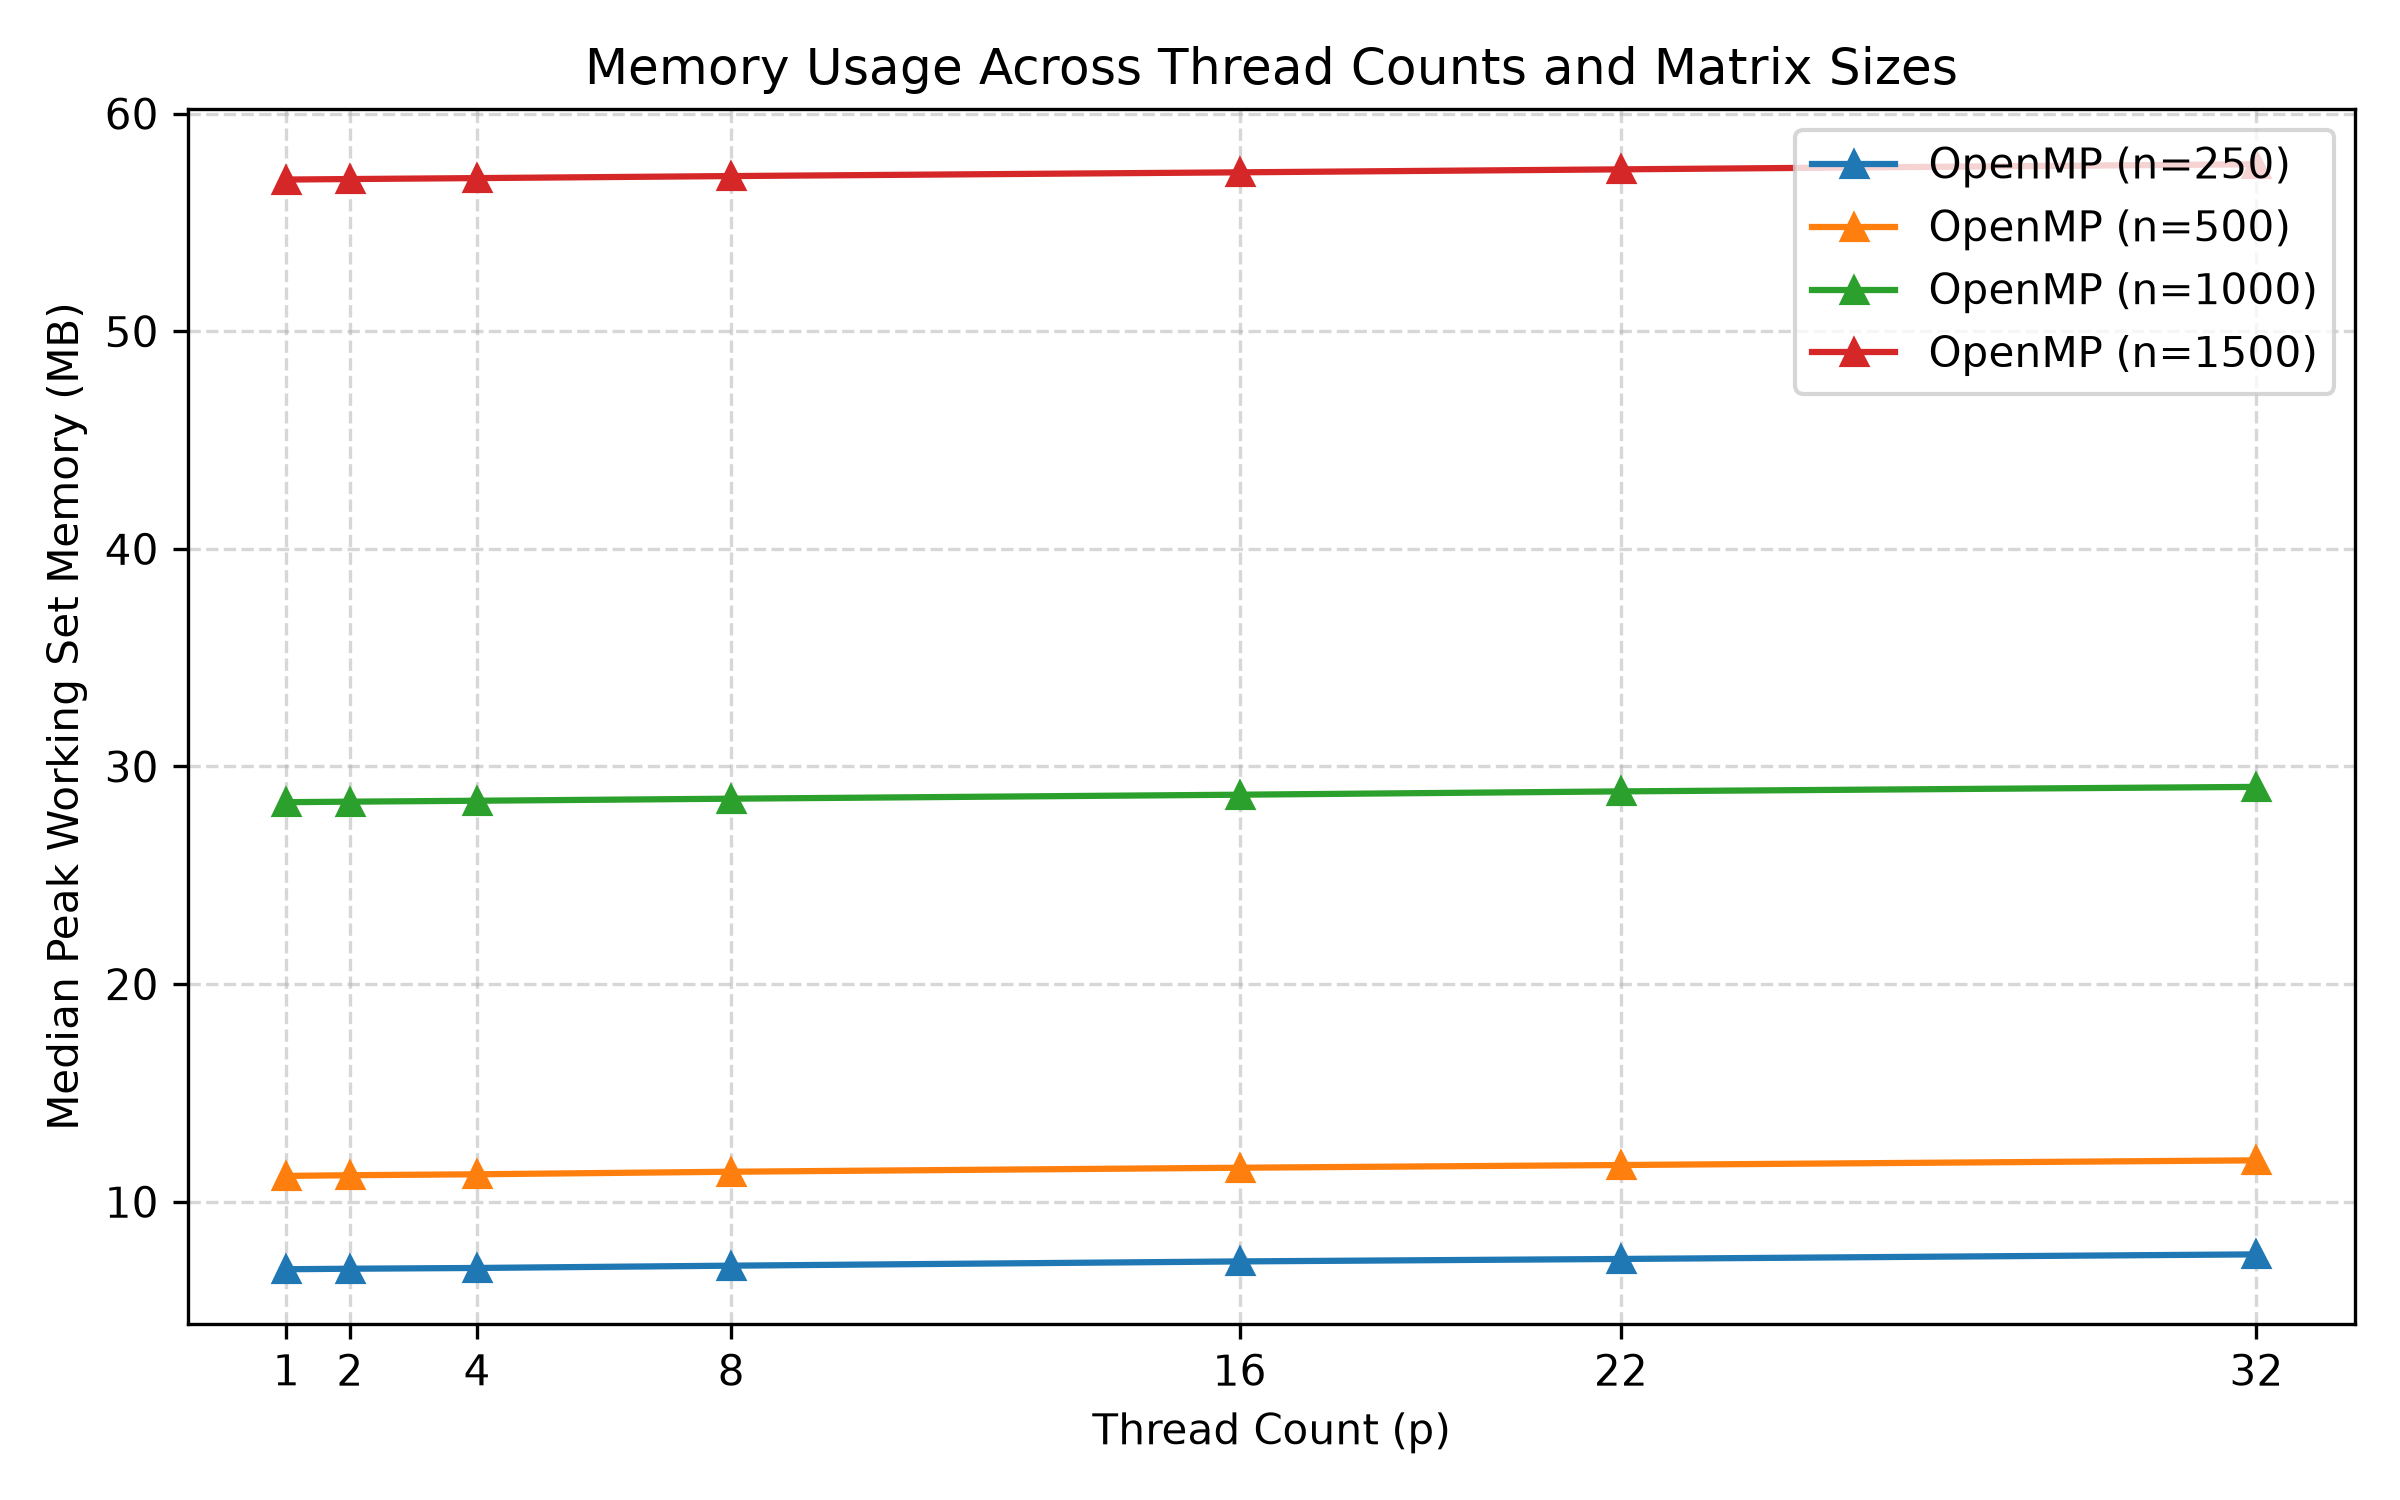 Memory Usage Across Thread Counts and Matrix Sizes
Median Peak Working Set Memory (MB)
60
50
40
30
20
10
OpenMP (n=250)
OpenMP (n=500)
OpenMP (n=1000)
OpenMP (n=1500)
1 2 4 8 16 22 32
Thread Count (p)